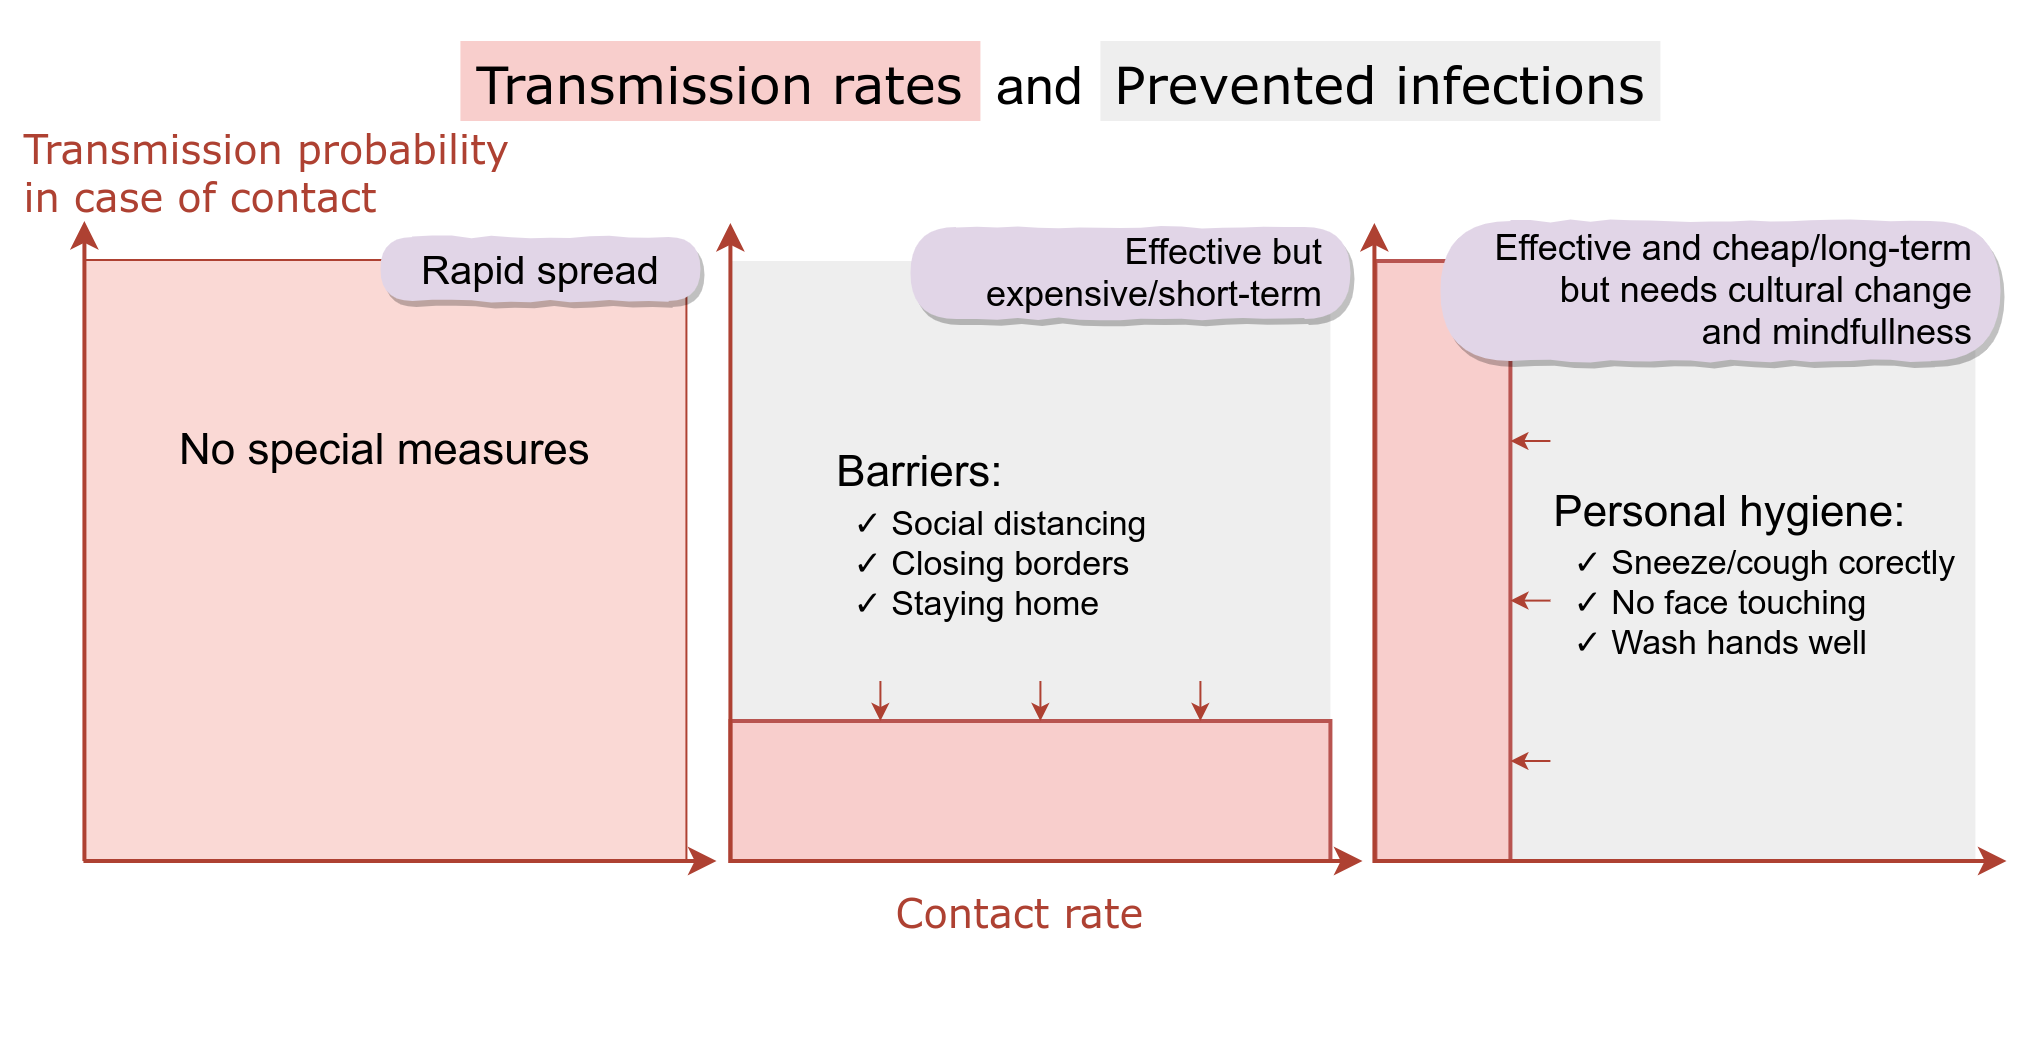 Transmission rates and Prevented infections
Transmission probability
in case of contact
Rapid spread
No special measures
Effective but
expensive/short-term
Barriers:
✓ Social distancing
✓ Closing borders
✓ Staying home
Effective and cheap/long-term
but needs cultural change
and mindfullness
Personal hygiene:
✓ Sneeze/cough corectly
✓ No face touching
✓ Wash hands well
Contact rate